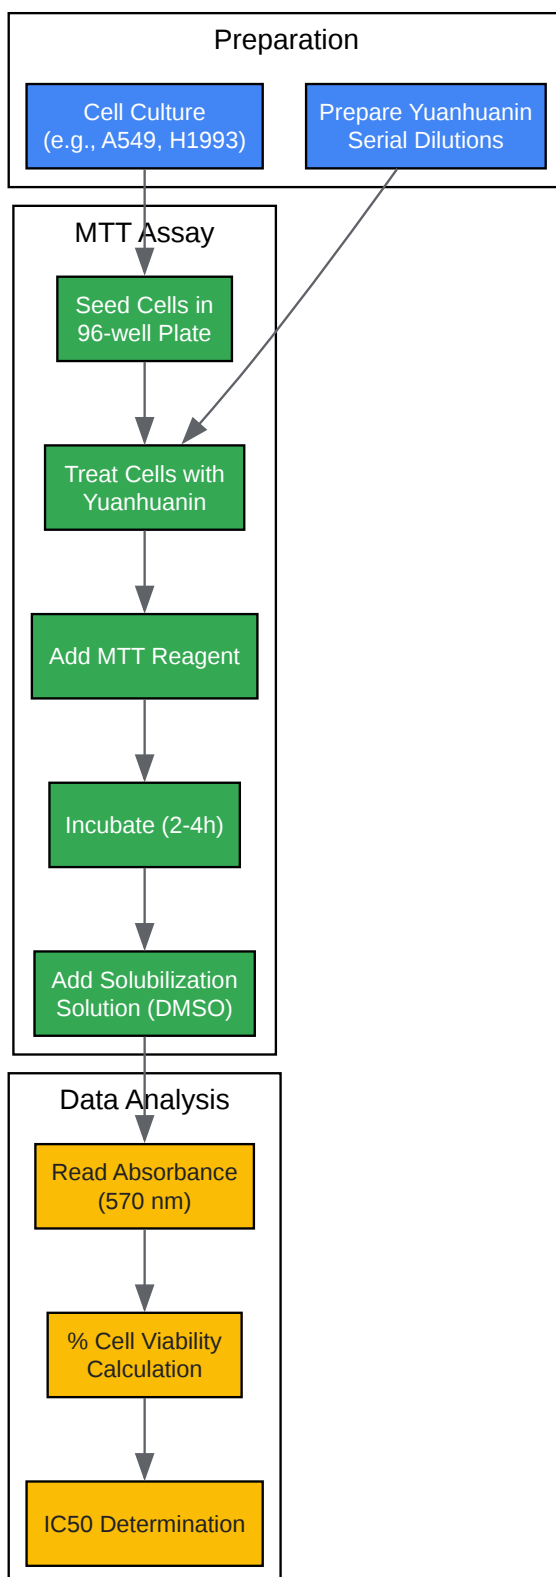 Preparation
Cell Culture
(e.g., A549, H1993)
Prepare Yuanhuanin
Serial Dilutions
MTT Assay
Seed Cells in
96-well Plate
Treat Cells with
Yuanhuanin
Add MTT Reagent
Incubate (2-4h)
Add Solubilization
Solution (DMSO)
Data Analysis
Read Absorbance
(570 nm)
% Cell Viability
Calculation
IC50 Determination